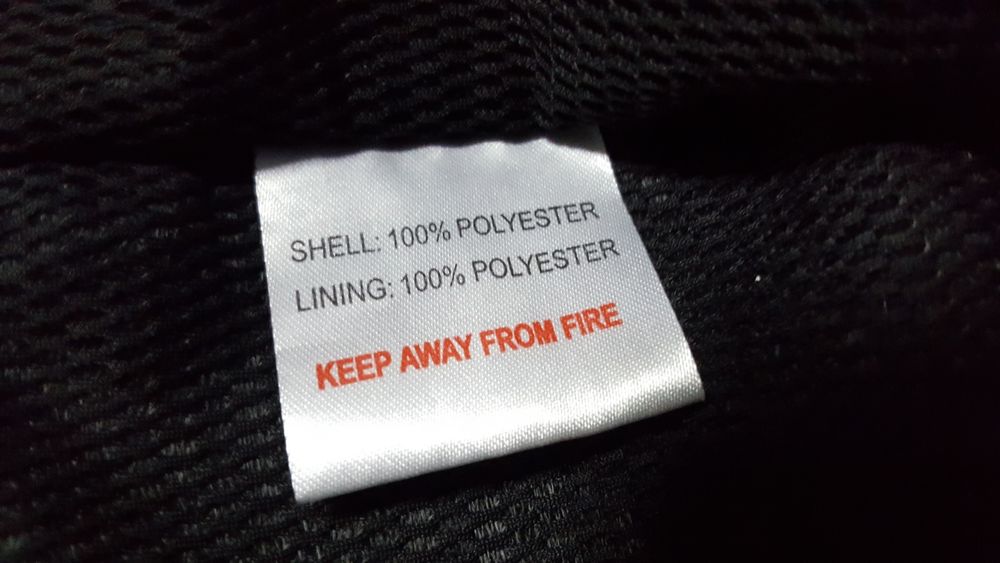 SHELL: 100% POLYESTER
LINING: 100% POLYESTER
KEEP AWAY FROM FIRE